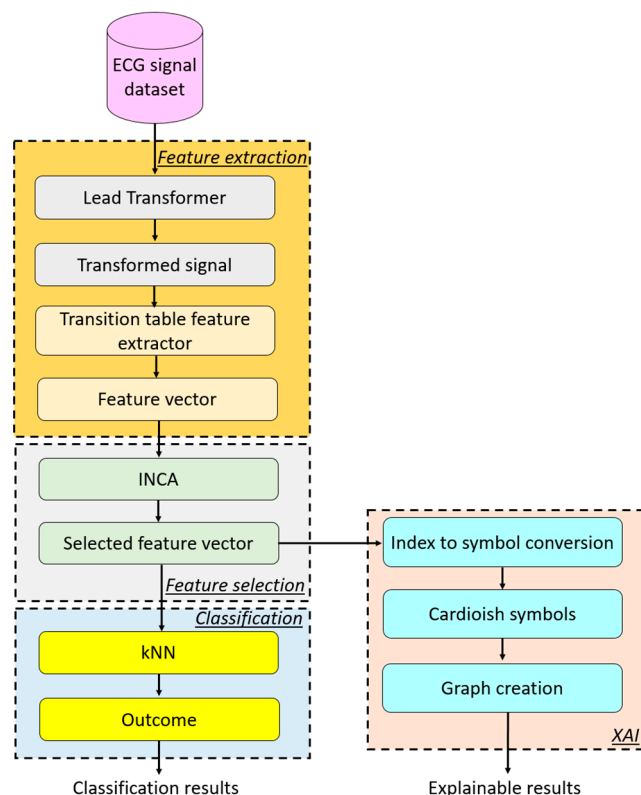 ECG signal
dataset
Feature extraction
Lead Transformer
Transformed signal
Transition table feature
extractor
Feature vector
INCA
Selected feature vector
Feature selection
Classification
kNN
Outcome
Classification results
Index to symbol conversion
Cardioish symbols
Graph creation
XAI
Explainable results